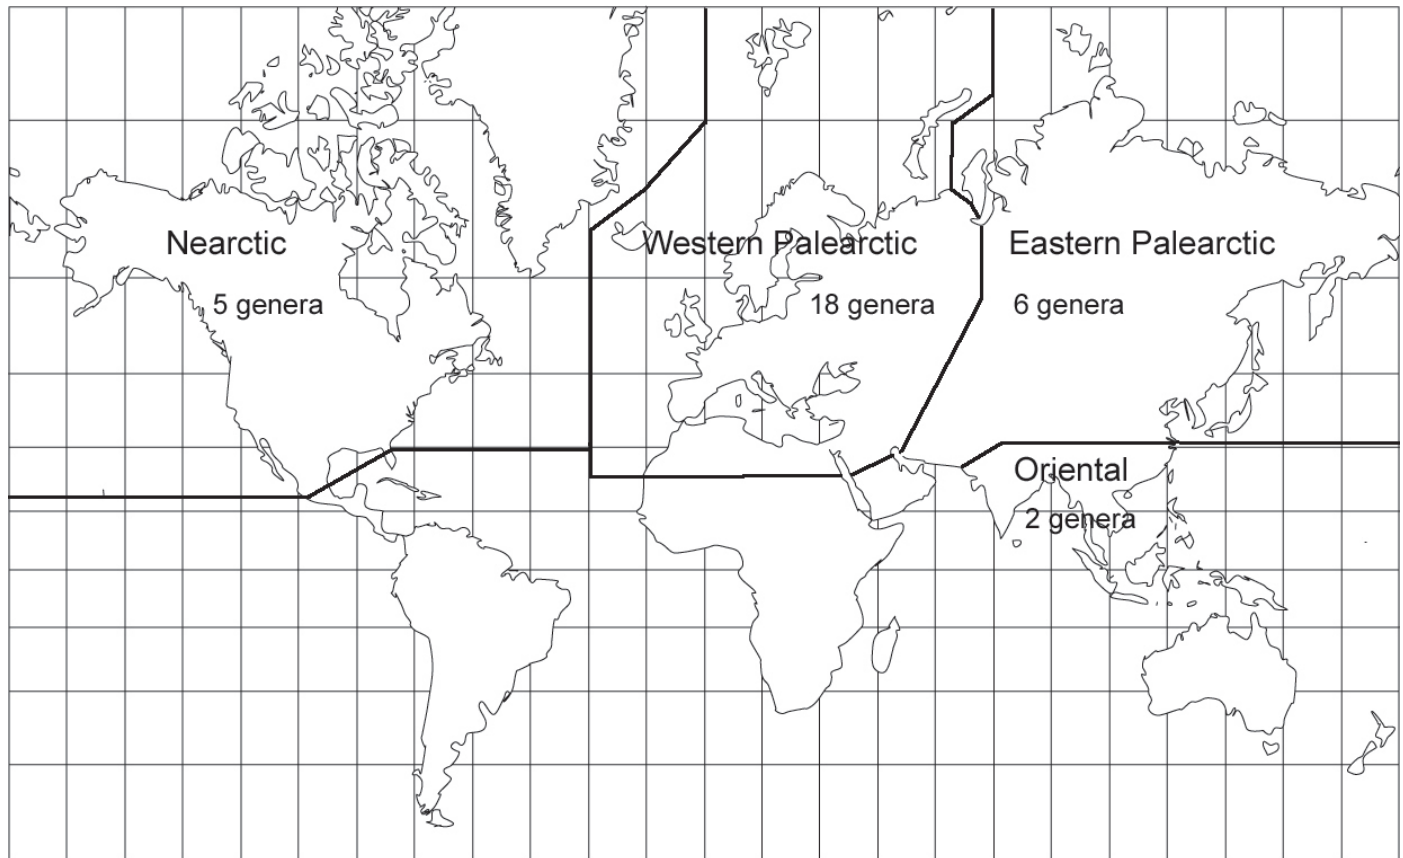 Nearctic
5 genera
Western Palearctic
18 genera
Eastern Palearctic
6 genera
Oriental
2 genera